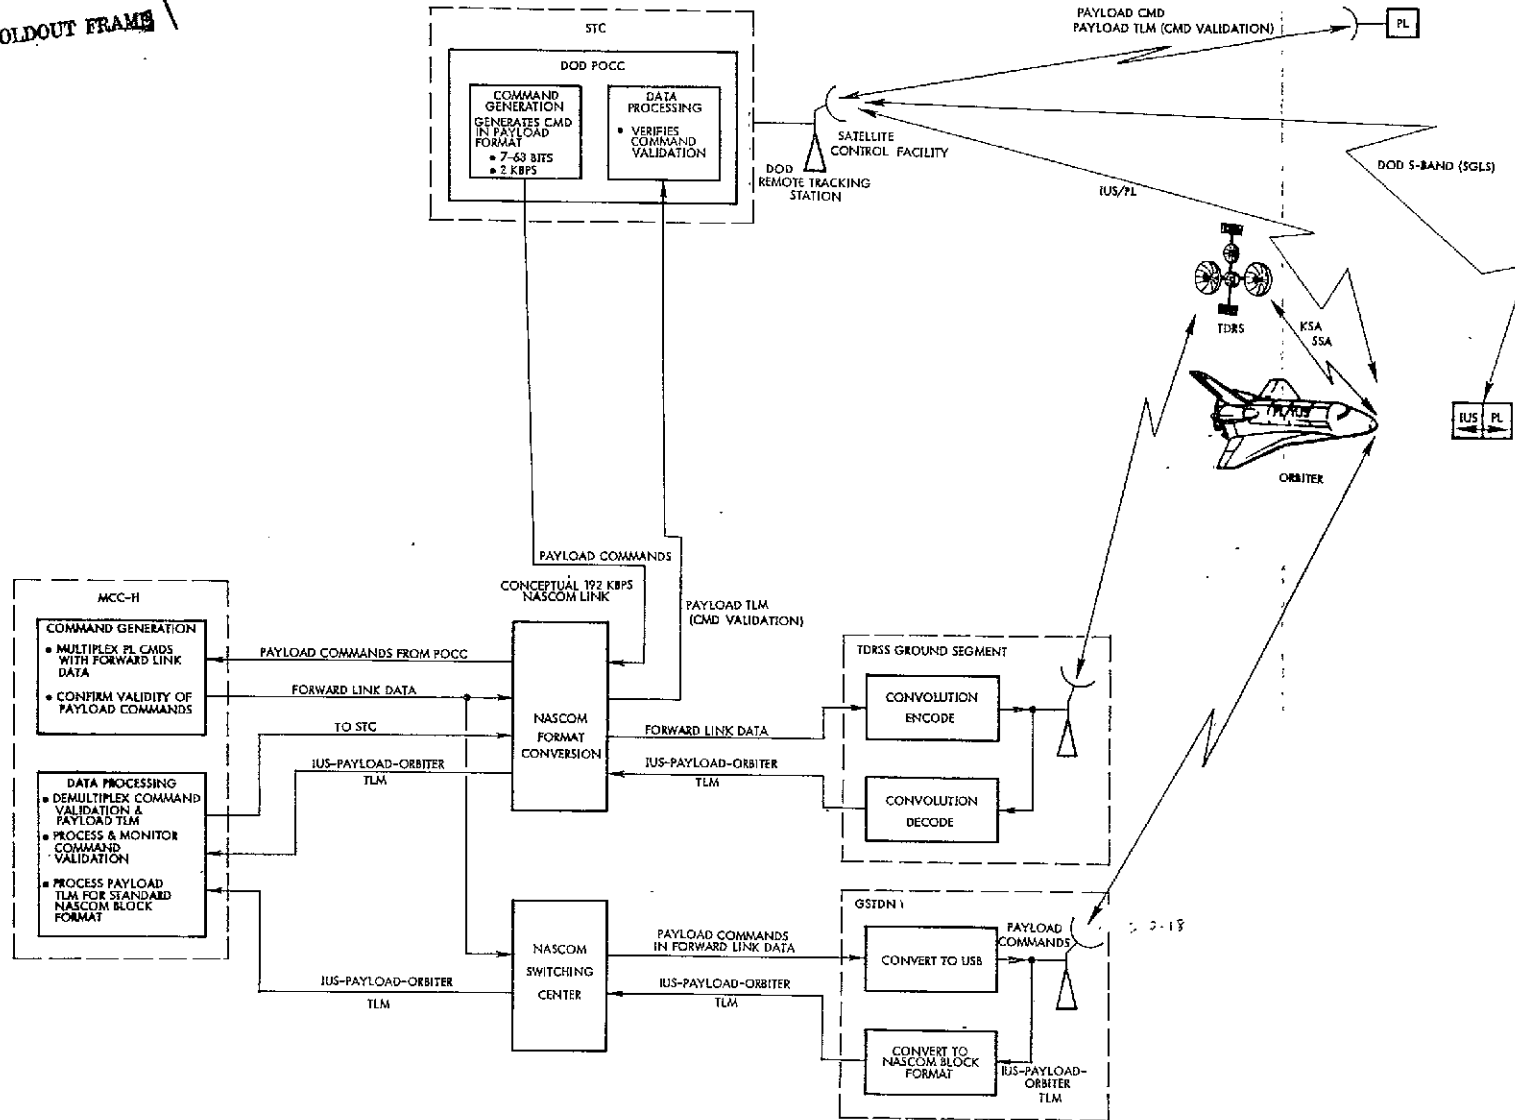 OLDOUT FRAME \
STC
DOD POCC
COMMAND
GENERATION
GENERATES CMD
IN PAYLOAD
FORMAT
• 7-63 BITS
• 2 KBPS
DATA
PROCESSING
• VERIFIES
COMMAND
VALIDATION
DOD
REMOTE TRACKING
STATION
SATELLITE
CONTROL FACILITY
PAYLOAD CMD
PAYLOAD TLM (CMD VALIDATION)
PL
DOD S-BAND (SGLS)
IUS/PL
TDRS
KSA
SSA
PL/IUS
ORBITER
IUS PL
PAYLOAD COMMANDS
CONCEPTUAL 192 KBPS
NASCOM LINK
PAYLOAD TLM
(CMD VALIDATION)
MCC-H
COMMAND GENERATION
• MULTIPLEX PL CMDS
WITH FORWARD LINK
DATA
• CONFIRM VALIDITY OF
PAYLOAD COMMANDS
DATA PROCESSING
• DEMULTIPLEX COMMAND
VALIDATION &
PAYLOAD TLM
• PROCESS & MONITOR
COMMAND
VALIDATION
• PROCESS PAYLOAD
TLM FOR STANDARD
NASCOM BLOCK
FORMAT
PAYLOAD COMMANDS FROM POCC
FORWARD LINK DATA
TO STC
IUS-PAYLOAD-ORBITER
TLM
IUS-PAYLOAD-ORBITER
TLM
NASCOM
FORMAT
CONVERSION
NASCOM
SWITCHING
CENTER
FORWARD LINK DATA
IUS-PAYLOAD-ORBITER
TLM
PAYLOAD COMMANDS
IN FORWARD LINK DATA
IUS-PAYLOAD-ORBITER
TLM
TDRSS GROUND SEGMENT
CONVOLUTION
ENCODE
CONVOLUTION
DECODE
GSTDN
CONVERT TO USB
CONVERT TO
NASCOM BLOCK
FORMAT
PAYLOAD
COMMANDS
IUS-PAYLOAD-
ORBITER
TLM